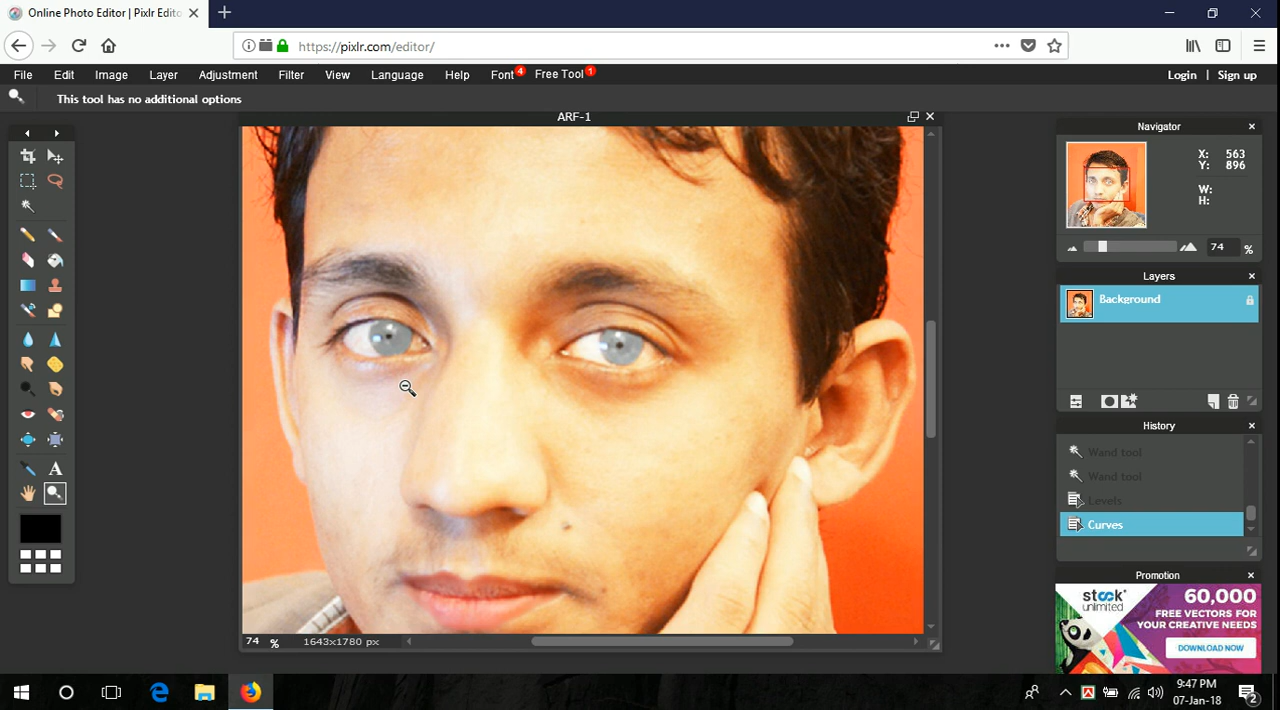 Online Photo Editor | Pixlr Edito
https://pixlr.com/editor/
File Edit Image Layer Adjustment Filter View Language Help Font 4 Free Tool 1 Login | Sign up
This tool has no additional options
ARF-1
Navigator
X: 563
Y: 896
W:
H:
74 %
Layers
Background
History
Wand tool
Wand tool
Levels
Curves
A
Promotion
stock
unlimited
60,000
FREE VECTORS FOR
YOUR CREATIVE NEEDS
DOWNLOAD NOW
74 % 1643x1780 px
9:47 PM
07-Jan-18
2